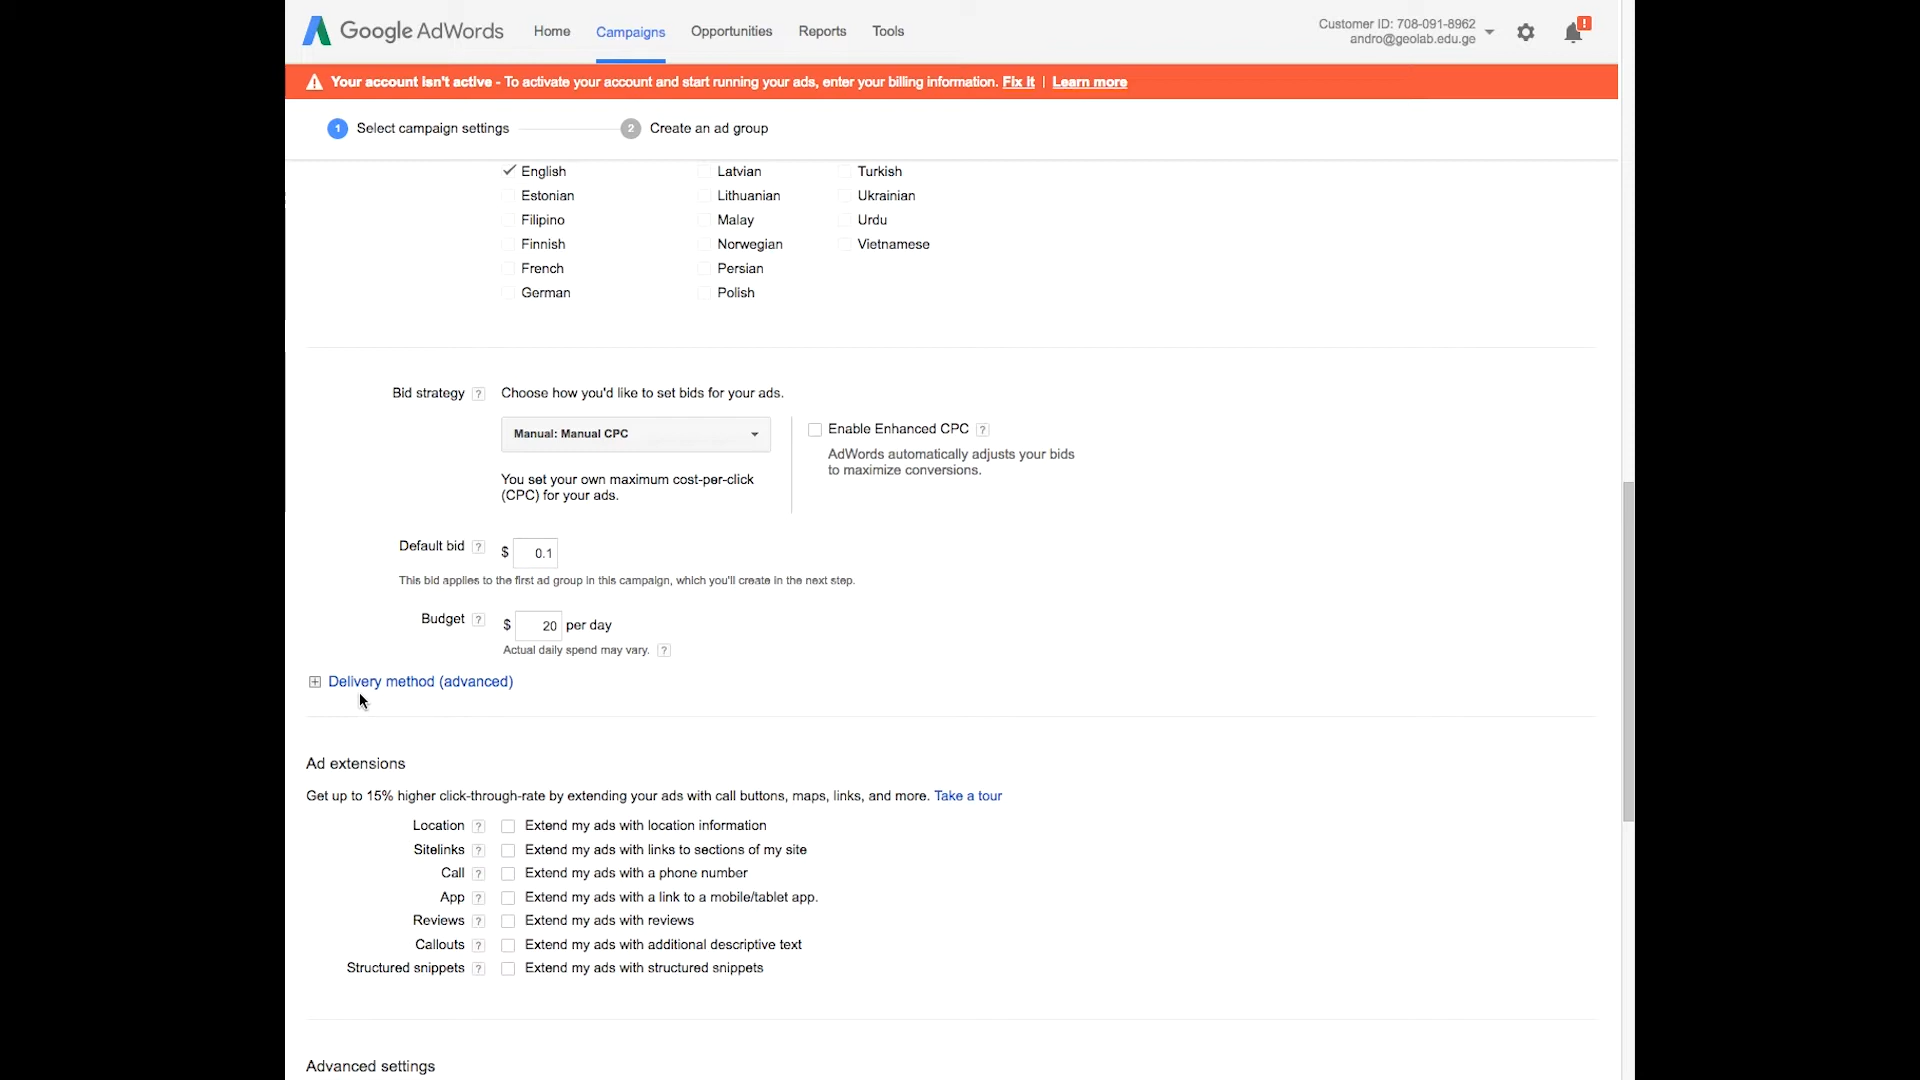 Google AdWords
Home
Campaigns
Opportunities
Reports
Tools
Customer ID: 708-091-8962
andro@geolab.edu.ge
!
Your account isn't active - To activate your account and start running your ads, enter your billing information. Fix it | Learn more
1 Select campaign settings
2 Create an ad group
English
Latvian
Turkish
Estonian
Lithuanian
Ukrainian
Filipino
Malay
Urdu
Finnish
Norwegian
Vietnamese
French
Persian
German
Polish
Bid strategy ? Choose how you'd like to set bids for your ads.
Manual: Manual CPC
You set your own maximum cost-per-click
(CPC) for your ads.
Enable Enhanced CPC ?
AdWords automatically adjusts your bids
to maximize conversions.
Default bid ? $ 0.1
This bid applies to the first ad group in this campaign, which you'll create in the next step.
Budget ? $ 20 per day
Actual daily spend may vary. ?
Delivery method (advanced)
Ad extensions
Get up to 15% higher click-through-rate by extending your ads with call buttons, maps, links, and more. Take a tour
Location ? Extend my ads with location information
Sitelinks ? Extend my ads with links to sections of my site
Call ? Extend my ads with a phone number
App ? Extend my ads with a link to a mobile/tablet app.
Reviews ? Extend my ads with reviews
Callouts ? Extend my ads with additional descriptive text
Structured snippets ? Extend my ads with structured snippets
Advanced settings